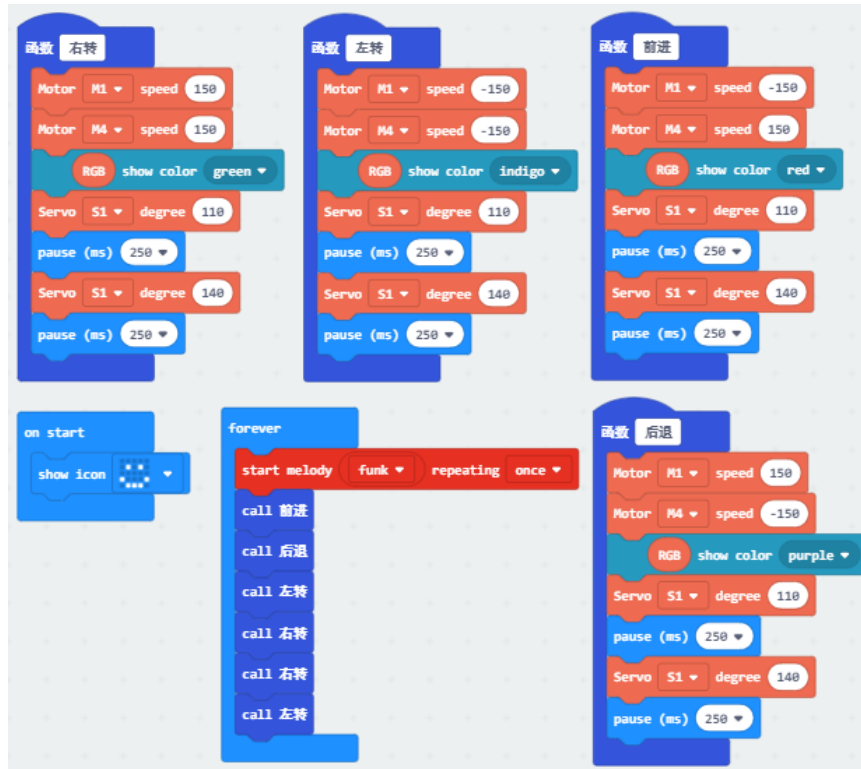 函数 右转
Motor M1 speed 150
Motor M4 speed 150
RGB show color green
Servo S1 degree 110
pause (ms) 250
Servo S1 degree 140
pause (ms) 250
函数 左转
Motor M1 speed -150
Motor M4 speed -150
RGB show color indigo
Servo S1 degree 110
pause (ms) 250
Servo S1 degree 140
pause (ms) 250
函数 前进
Motor M1 speed -150
Motor M4 speed 150
RGB show color red
Servo S1 degree 110
pause (ms) 250
Servo S1 degree 140
pause (ms) 250
on start
show icon
forever
start melody funk repeating once
call 前进
call 后退
call 左转
call 右转
call 右转
call 左转
函数 后退
Motor M1 speed 150
Motor M4 speed -150
RGB show color purple
Servo S1 degree 110
pause (ms) 250
Servo S1 degree 140
pause (ms) 250